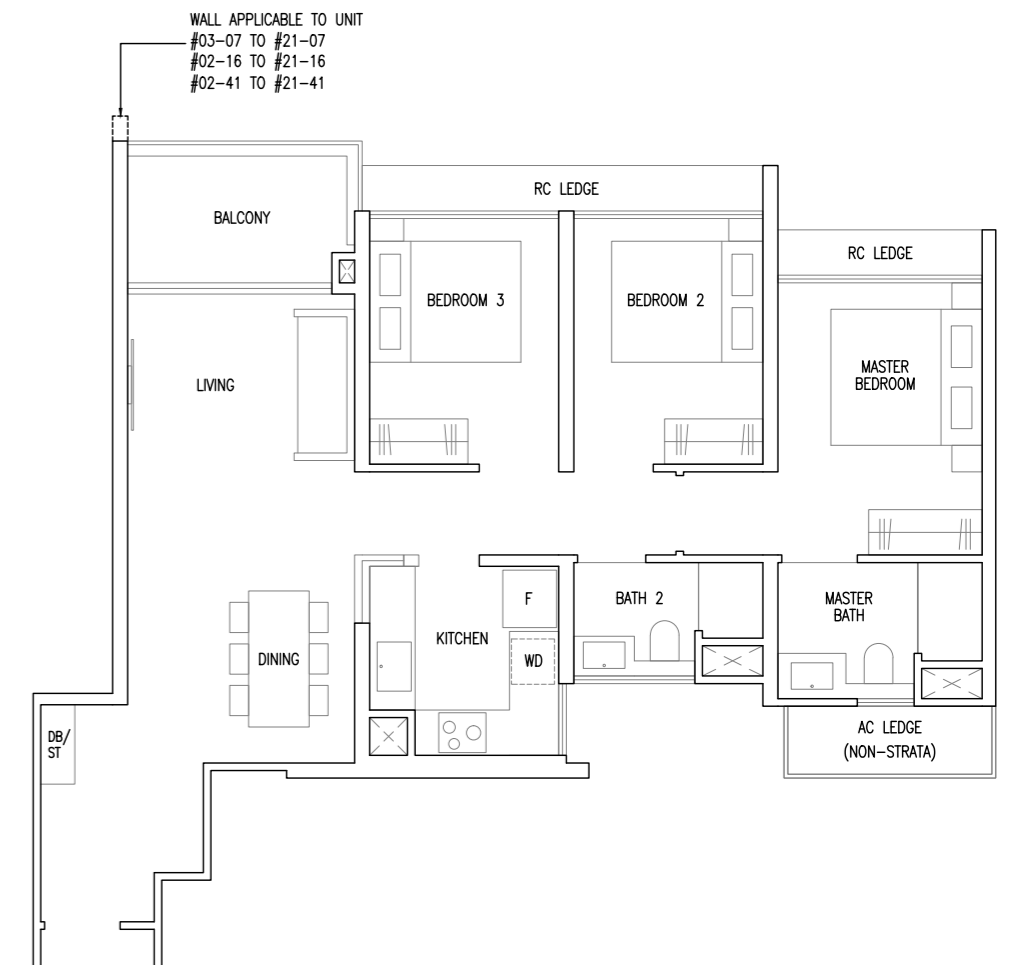 WALL APPLICABLE TO UNIT
#03-07 TO #21-07
#02-16 TO #21-16
#02-41 TO #21-41
RC LEDGE
BALCONY
RC LEDGE
BEDROOM 3
BEDROOM 2
LIVING
MASTER
BEDROOM
F
BATH 2
MASTER
BATH
KITCHEN
DINING
WD
DB/
ST
AC LEDGE
(NON-STRATA)